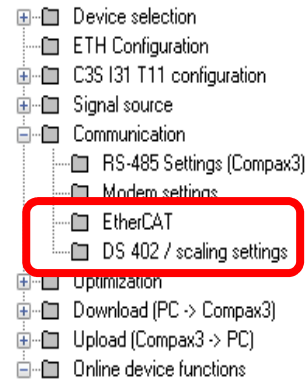 Device selection
ETH Configuration
C3S I31 T11 configuration
Signal source
Communication
RS-485 Settings (Compax3)
Modem settings
EtherCAT
DS 402 / scaling settings
Optimization
Download (PC -> Compax3)
Upload (Compax3 -> PC)
Online device functions